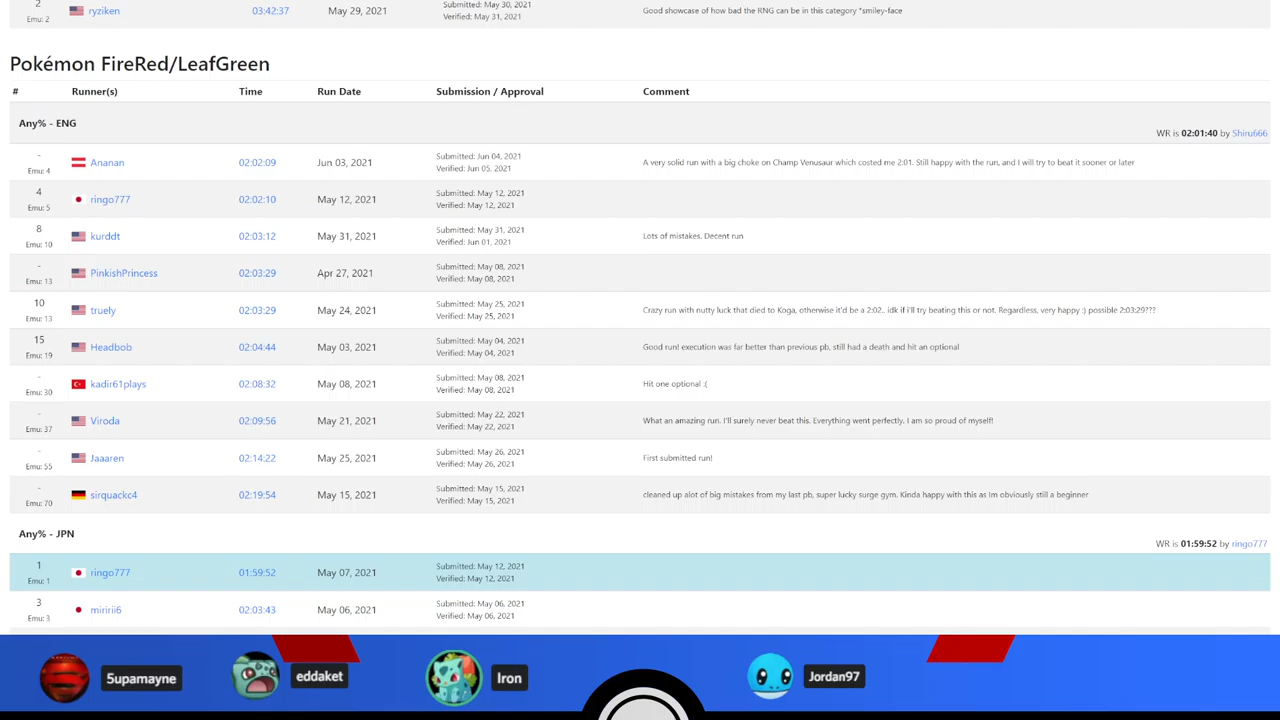 2
Emu: 2 ryziken 03:42:37 May 29, 2021 Submitted: May 30, 2021 Good showcase of how bad the RNG can be in this category *smiley-face
Verified: May 31, 2021
Pokémon FireRed/LeafGreen
# Runner(s) Time Run Date Submission / Approval Comment
Any% - ENG
WR is 02:01:40 by Shiru666
- Emu: 4 Ananan 02:02:09 Jun 03, 2021 Submitted: Jun 04, 2021 A very solid run with a big choke on Champ Venusaur which costed me 2:01. Still happy with the run, and I will try to beat it sooner or later
Verified: Jun 05, 2021
4 Emu: 5 ringo777 02:02:10 May 12, 2021 Submitted: May 12, 2021
Verified: May 12, 2021
8 Emu: 10 kurddt 02:03:12 May 31, 2021 Submitted: May 31, 2021 Lots of mistakes. Decent run
Verified: Jun 01, 2021
- Emu: 13 PinkishPrincess 02:03:29 Apr 27, 2021 Submitted: May 08, 2021
Verified: May 08, 2021
10 Emu: 13 truely 02:03:29 May 24, 2021 Submitted: May 25, 2021 Crazy run with nutty luck that died to Koga, otherwise it'd be a 2:02.. idk if i'll try beating this or not. Regardless, very happy :) possible 2:03:29???
Verified: May 25, 2021
15 Emu: 19 Headbob 02:04:44 May 03, 2021 Submitted: May 04, 2021 Good run! execution was far better than previous pb, still had a death and hit an optional
Verified: May 04, 2021
- Emu: 30 kadir61plays 02:08:32 May 08, 2021 Submitted: May 08, 2021 Hit one optional :(
Verified: May 08, 2021
- Emu: 37 Viroda 02:09:56 May 21, 2021 Submitted: May 22, 2021 What an amazing run. I'll surely never beat this. Everything went perfectly. I am so proud of myself!
Verified: May 22, 2021
- Emu: 55 Jaaaren 02:14:22 May 25, 2021 Submitted: May 26, 2021 First submitted run!
Verified: May 26, 2021
- Emu: 70 sirquackc4 02:19:54 May 15, 2021 Submitted: May 15, 2021 cleaned up alot of big mistakes from my last pb, super lucky surge gym. Kinda happy with this as Im obviously still a beginner
Verified: May 15, 2021
Any% - JPN
WR is 01:59:52 by ringo777
1 Emu: 1 ringo777 01:59:52 May 07, 2021 Submitted: May 12, 2021
Verified: May 12, 2021
3 Emu: 3 miririi6 02:03:43 May 06, 2021 Submitted: May 06, 2021
Verified: May 06, 2021
5upamayne eddaket Iron Jordan97